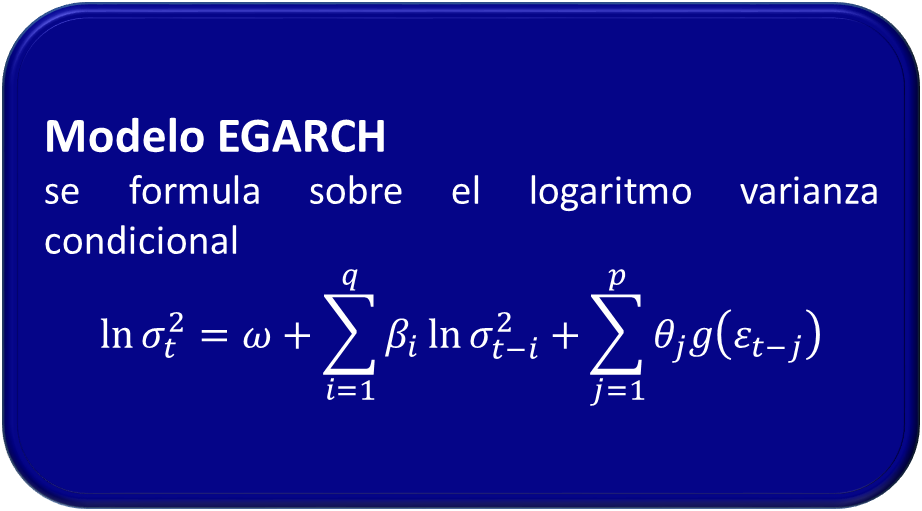 Modelo EGARCH
se formula sobre el logaritmo varianza
condicional
ln σ_t^2 = ω + ∑_{i=1}^{q} β_i ln σ_{t−i}^2 + ∑_{j=1}^{p} θ_j g(ε_{t−j})